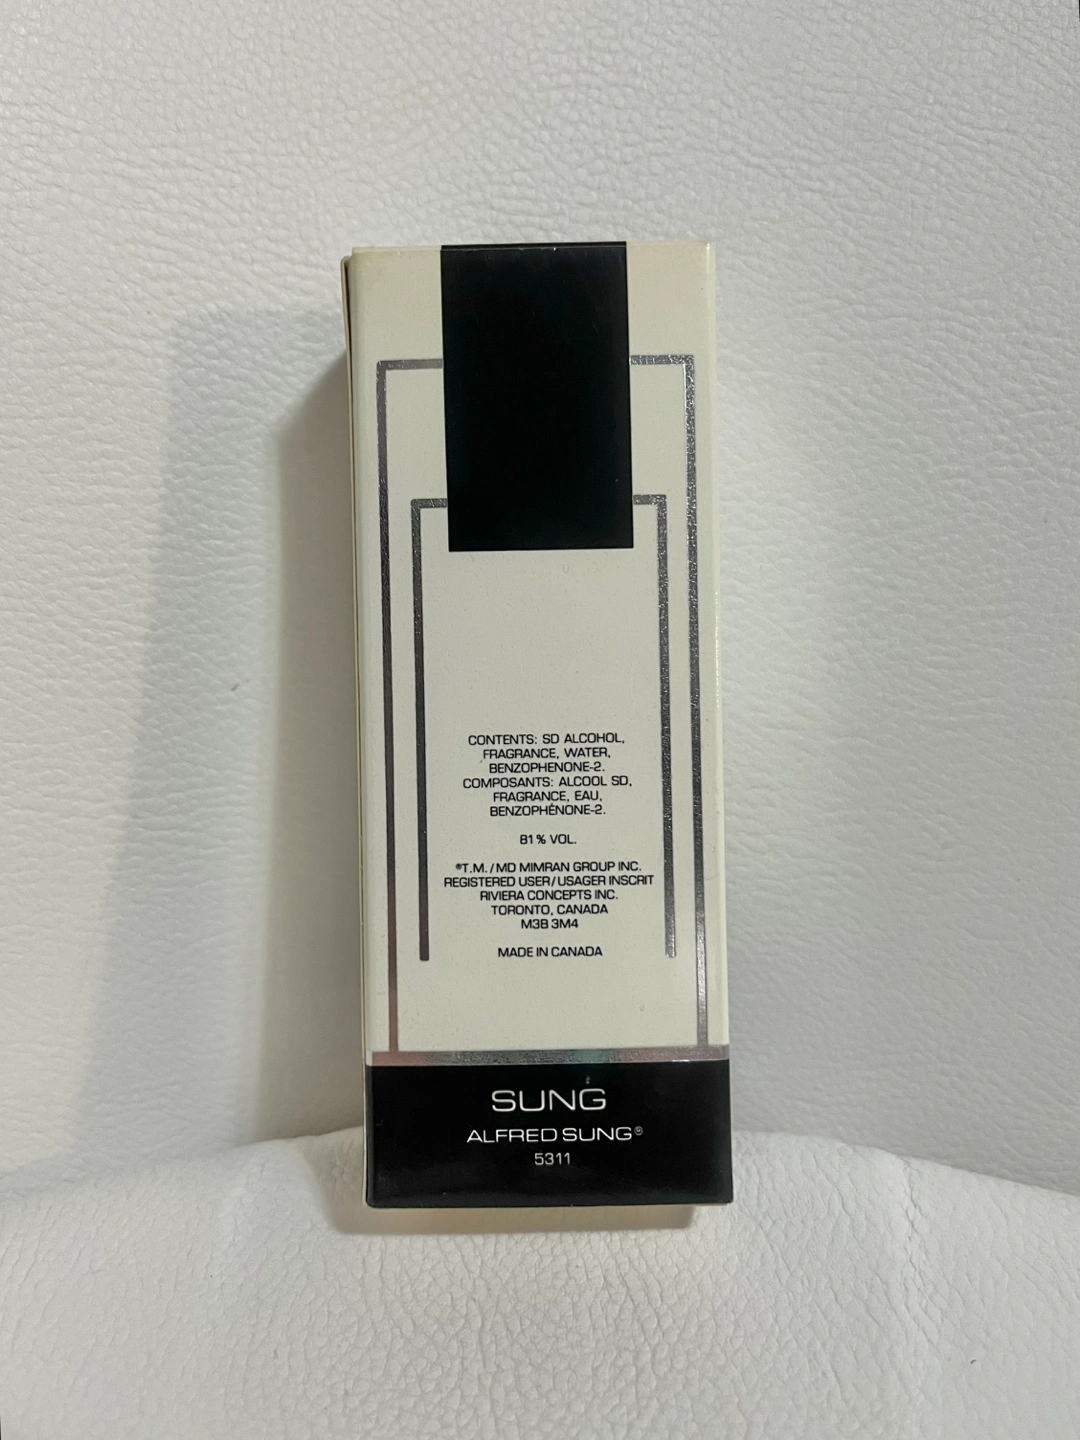 CONTENTS: SD ALCOHOL,
FRAGRANCE, WATER,
BENZOPHENONE-2.
COMPOSANTS: ALCOOL SD,
FRAGRANCE, EAU,
BENZOPHÉNONE-2.
81% VOL.
®T.M./MD MIMRAN GROUP INC.
REGISTERED USER/USAGER INSCRIT
RIVIERA CONCEPTS INC.
TORONTO, CANADA
M3B 3M4
MADE IN CANADA
SUNG
ALFRED SUNG®
5311